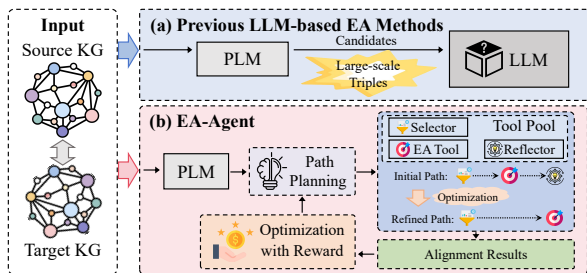 Input
Source KG
Target KG
(a) Previous LLM-based EA Methods
PLM
Candidates
Large-scale
Triples
?
LLM
(b) EA-Agent
PLM
Path
Planning
Selector
Tool Pool
EA Tool
Reflector
Initial Path:
Optimization
Refined Path:
Optimization
with Reward
Alignment Results